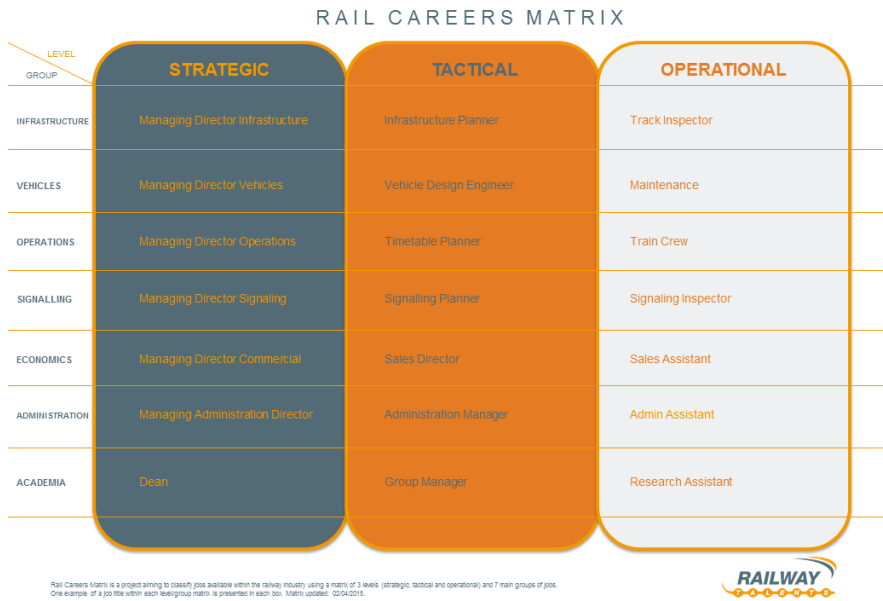 RAIL CAREERS MATRIX
LEVEL
GROUP
STRATEGIC TACTICAL OPERATIONAL
INFRASTRUCTURE Managing Director Infrastructure Infrastructure Planner Track Inspector
VEHICLES Managing Director Vehicles Vehicle Design Engineer Maintenance
OPERATIONS Managing Director Operations Timetable Planner Train Crew
SIGNALLING Managing Director Signaling Signalling Planner Signaling Inspector
ECONOMICS Managing Director Commercial Sales Director Sales Assistant
ADMINISTRATION Managing Administration Director Administration Manager Admin Assistant
ACADEMIA Dean Group Manager Research Assistant
Rail Careers Matrix is a project aiming to classify jobs available within the railway industry using a matrix of 3 levels (strategic, tactical and operational) and 7 main groups of jobs.
One example of a job title within each level/group matrix is presented in each box. Matrix updated: 02/04/2015.
RAILWAY
TALENTS